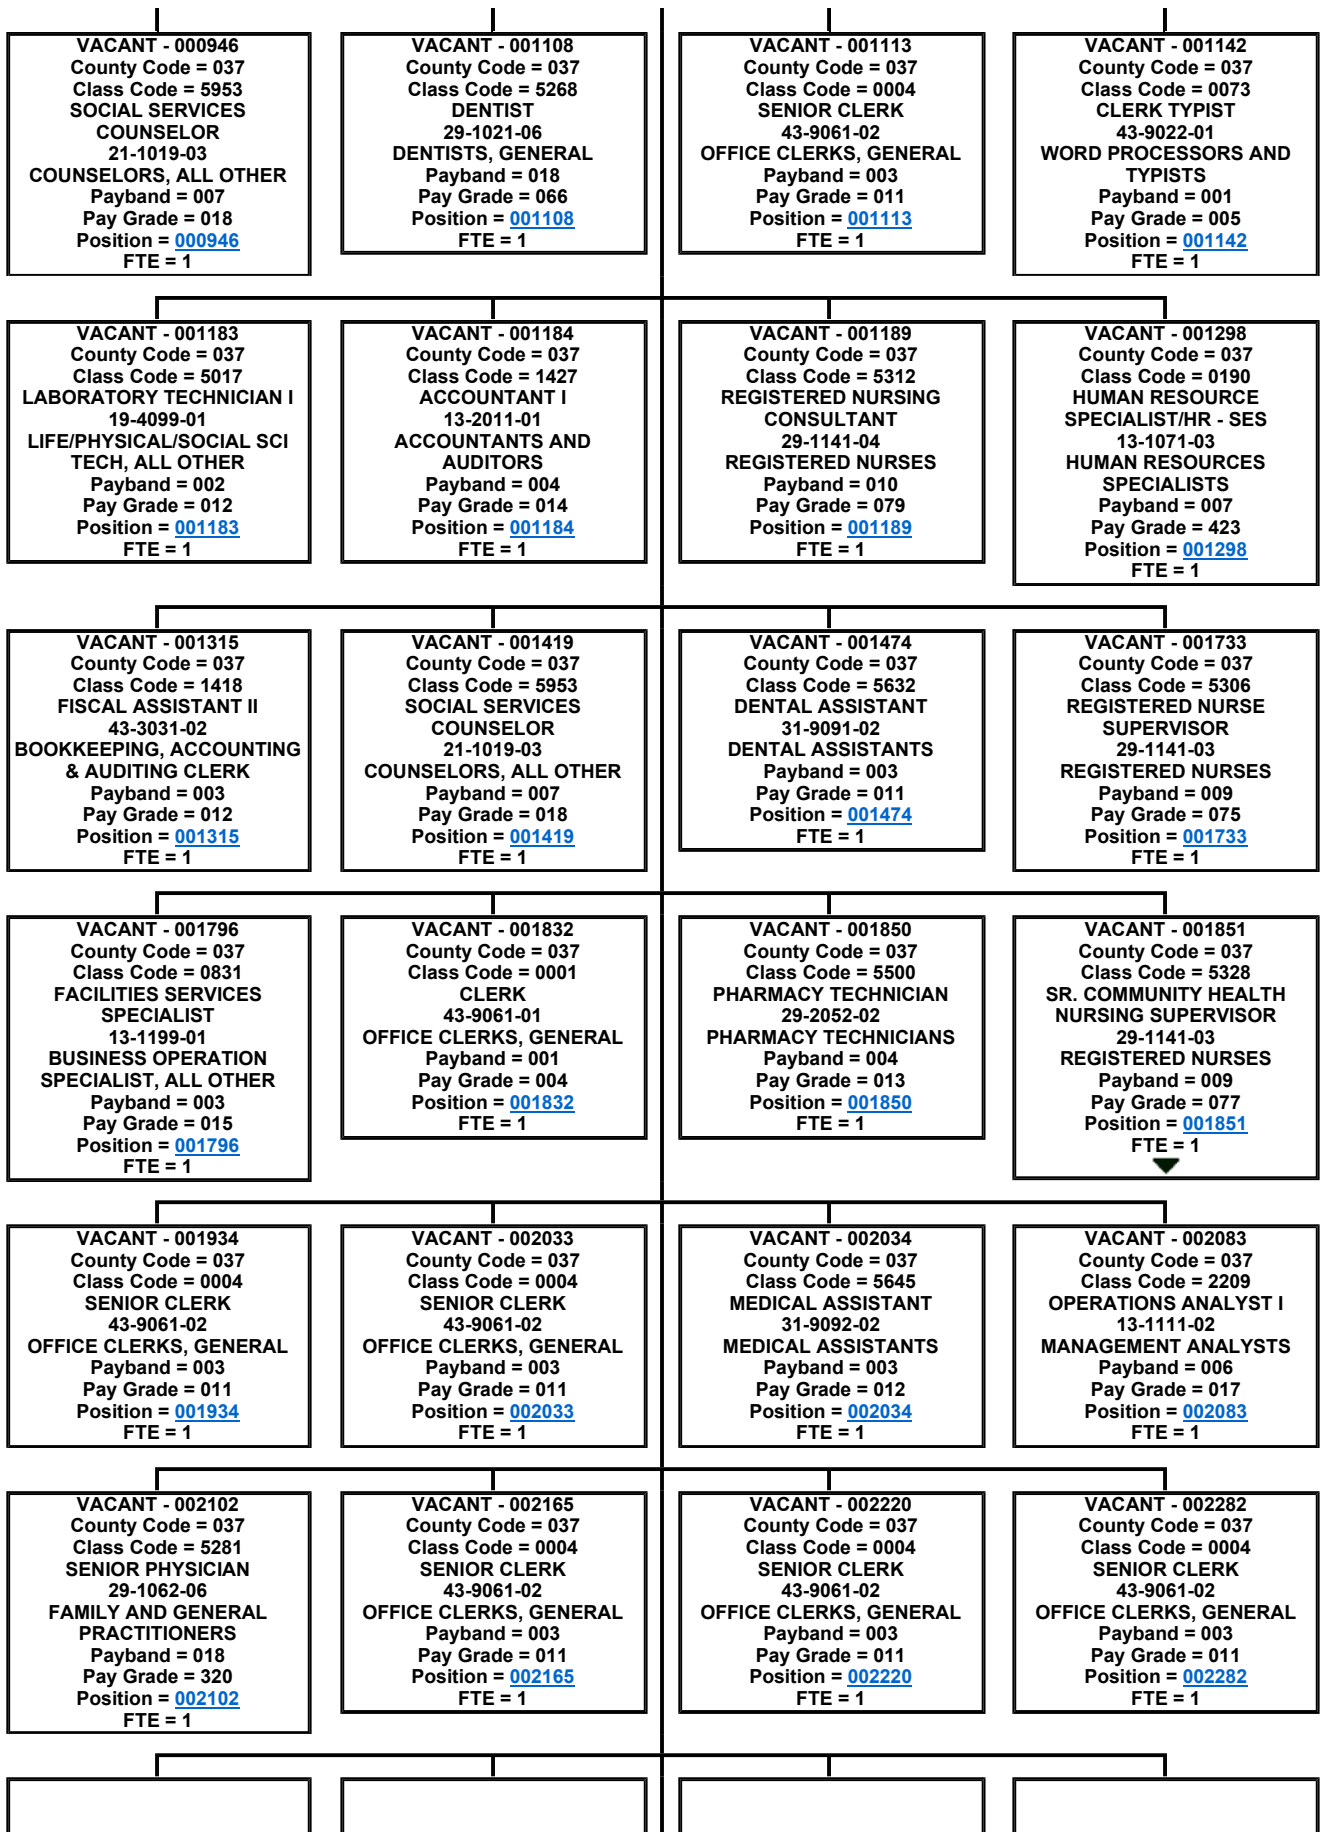 VACANT - 000946
County Code = 037
Class Code = 5953
SOCIAL SERVICES
COUNSELOR
21-1019-03
COUNSELORS, ALL OTHER
Payband = 007
Pay Grade = 018
Position = 000946
FTE = 1
VACANT - 001108
County Code = 037
Class Code = 5268
DENTIST
29-1021-06
DENTISTS, GENERAL
Payband = 018
Pay Grade = 066
Position = 001108
FTE = 1
VACANT - 001113
County Code = 037
Class Code = 0004
SENIOR CLERK
43-9061-02
OFFICE CLERKS, GENERAL
Payband = 003
Pay Grade = 011
Position = 001113
FTE = 1
VACANT - 001142
County Code = 037
Class Code = 0073
CLERK TYPIST
43-9022-01
WORD PROCESSORS AND
TYPISTS
Payband = 001
Pay Grade = 005
Position = 001142
FTE = 1
VACANT - 001183
County Code = 037
Class Code = 5017
LABORATORY TECHNICIAN I
19-4099-01
LIFE/PHYSICAL/SOCIAL SCI
TECH, ALL OTHER
Payband = 002
Pay Grade = 012
Position = 001183
FTE = 1
VACANT - 001184
County Code = 037
Class Code = 1427
ACCOUNTANT I
13-2011-01
ACCOUNTANTS AND
AUDITORS
Payband = 004
Pay Grade = 014
Position = 001184
FTE = 1
VACANT - 001189
County Code = 037
Class Code = 5312
REGISTERED NURSING
CONSULTANT
29-1141-04
REGISTERED NURSES
Payband = 010
Pay Grade = 079
Position = 001189
FTE = 1
VACANT - 001298
County Code = 037
Class Code = 0190
HUMAN RESOURCE
SPECIALIST/HR - SES
13-1071-03
HUMAN RESOURCES
SPECIALISTS
Payband = 007
Pay Grade = 423
Position = 001298
FTE = 1
VACANT - 001315
County Code = 037
Class Code = 1418
FISCAL ASSISTANT II
43-3031-02
BOOKKEEPING, ACCOUNTING
& AUDITING CLERK
Payband = 003
Pay Grade = 012
Position = 001315
FTE = 1
VACANT - 001419
County Code = 037
Class Code = 5953
SOCIAL SERVICES
COUNSELOR
21-1019-03
COUNSELORS, ALL OTHER
Payband = 007
Pay Grade = 018
Position = 001419
FTE = 1
VACANT - 001474
County Code = 037
Class Code = 5632
DENTAL ASSISTANT
31-9091-02
DENTAL ASSISTANTS
Payband = 003
Pay Grade = 011
Position = 001474
FTE = 1
VACANT - 001733
County Code = 037
Class Code = 5306
REGISTERED NURSE
SUPERVISOR
29-1141-03
REGISTERED NURSES
Payband = 009
Pay Grade = 075
Position = 001733
FTE = 1
VACANT - 001796
County Code = 037
Class Code = 0831
FACILITIES SERVICES
SPECIALIST
13-1199-01
BUSINESS OPERATION
SPECIALIST, ALL OTHER
Payband = 003
Pay Grade = 015
Position = 001796
FTE = 1
VACANT - 001832
County Code = 037
Class Code = 0001
CLERK
43-9061-01
OFFICE CLERKS, GENERAL
Payband = 001
Pay Grade = 004
Position = 001832
FTE = 1
VACANT - 001850
County Code = 037
Class Code = 5500
PHARMACY TECHNICIAN
29-2052-02
PHARMACY TECHNICIANS
Payband = 004
Pay Grade = 013
Position = 001850
FTE = 1
VACANT - 001851
County Code = 037
Class Code = 5328
SR. COMMUNITY HEALTH
NURSING SUPERVISOR
29-1141-03
REGISTERED NURSES
Payband = 009
Pay Grade = 077
Position = 001851
FTE = 1
VACANT - 001934
County Code = 037
Class Code = 0004
SENIOR CLERK
43-9061-02
OFFICE CLERKS, GENERAL
Payband = 003
Pay Grade = 011
Position = 001934
FTE = 1
VACANT - 002033
County Code = 037
Class Code = 0004
SENIOR CLERK
43-9061-02
OFFICE CLERKS, GENERAL
Payband = 003
Pay Grade = 011
Position = 002033
FTE = 1
VACANT - 002034
County Code = 037
Class Code = 5645
MEDICAL ASSISTANT
31-9092-02
MEDICAL ASSISTANTS
Payband = 003
Pay Grade = 012
Position = 002034
FTE = 1
VACANT - 002083
County Code = 037
Class Code = 2209
OPERATIONS ANALYST I
13-1111-02
MANAGEMENT ANALYSTS
Payband = 006
Pay Grade = 017
Position = 002083
FTE = 1
VACANT - 002102
County Code = 037
Class Code = 5281
SENIOR PHYSICIAN
29-1062-06
FAMILY AND GENERAL
PRACTITIONERS
Payband = 018
Pay Grade = 320
Position = 002102
FTE = 1
VACANT - 002165
County Code = 037
Class Code = 0004
SENIOR CLERK
43-9061-02
OFFICE CLERKS, GENERAL
Payband = 003
Pay Grade = 011
Position = 002165
FTE = 1
VACANT - 002220
County Code = 037
Class Code = 0004
SENIOR CLERK
43-9061-02
OFFICE CLERKS, GENERAL
Payband = 003
Pay Grade = 011
Position = 002220
FTE = 1
VACANT - 002282
County Code = 037
Class Code = 0004
SENIOR CLERK
43-9061-02
OFFICE CLERKS, GENERAL
Payband = 003
Pay Grade = 011
Position = 002282
FTE = 1